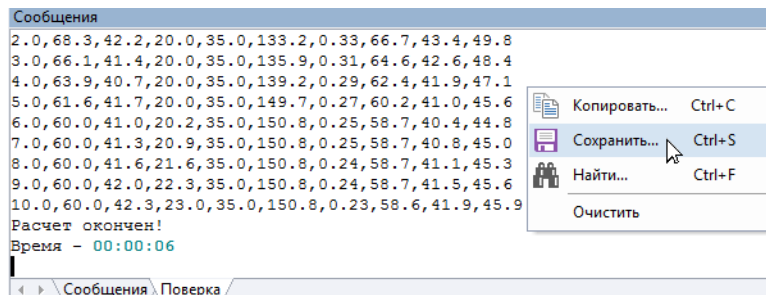 Сообщения
2.0,68.3,42.2,20.0,35.0,133.2,0.33,66.7,43.4,49.8
3.0,66.1,41.4,20.0,35.0,135.9,0.31,64.6,42.6,48.4
4.0,63.9,40.7,20.0,35.0,139.2,0.29,62.4,41.9,47.1
5.0,61.6,41.7,20.0,35.0,149.7,0.27,60.2,41.0,45.6
6.0,60.0,41.0,20.2,35.0,150.8,0.25,58.7,40.4,44.8
7.0,60.0,41.3,20.9,35.0,150.8,0.25,58.7,40.8,45.0
8.0,60.0,41.6,21.6,35.0,150.8,0.24,58.7,41.1,45.3
9.0,60.0,42.0,22.3,35.0,150.8,0.24,58.7,41.5,45.6
10.0,60.0,42.3,23.0,35.0,150.8,0.23,58.6,41.9,45.9
Расчет окончен!
Время - 00:00:06
Копировать... Ctrl+C
Сохранить... Ctrl+S
Найти... Ctrl+F
Очистить
Сообщения Поверка